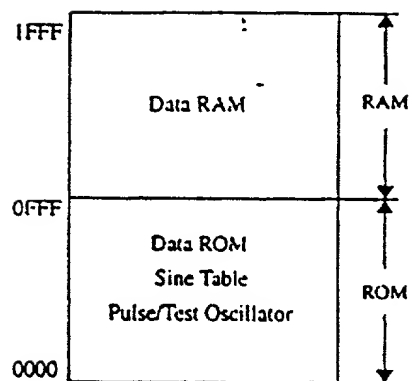 1FFF
Data RAM
RAM
0FFF
Data ROM
Sine Table
Pulse/Test Oscillator
ROM
0000